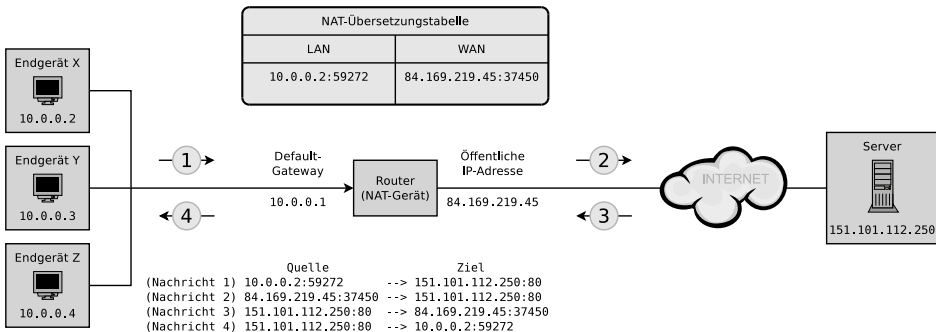 NAT-Übersetzungstabelle
LAN
WAN
10.0.0.2:59272
84.169.219.45:37450
Endgerät X
10.0.0.2
Endgerät Y
10.0.0.3
Endgerät Z
10.0.0.4
1
4
Default-
Gateway
10.0.0.1
Router
(NAT-Gerät)
Öffentliche
IP-Adresse
84.169.219.45
2
3
INTERNET
Server
151.101.112.250
Quelle Ziel
(Nachricht 1) 10.0.0.2:59272 --> 151.101.112.250:80
(Nachricht 2) 84.169.219.45:37450 --> 151.101.112.250:80
(Nachricht 3) 151.101.112.250:80 --> 84.169.219.45:37450
(Nachricht 4) 151.101.112.250:80 --> 10.0.0.2:59272